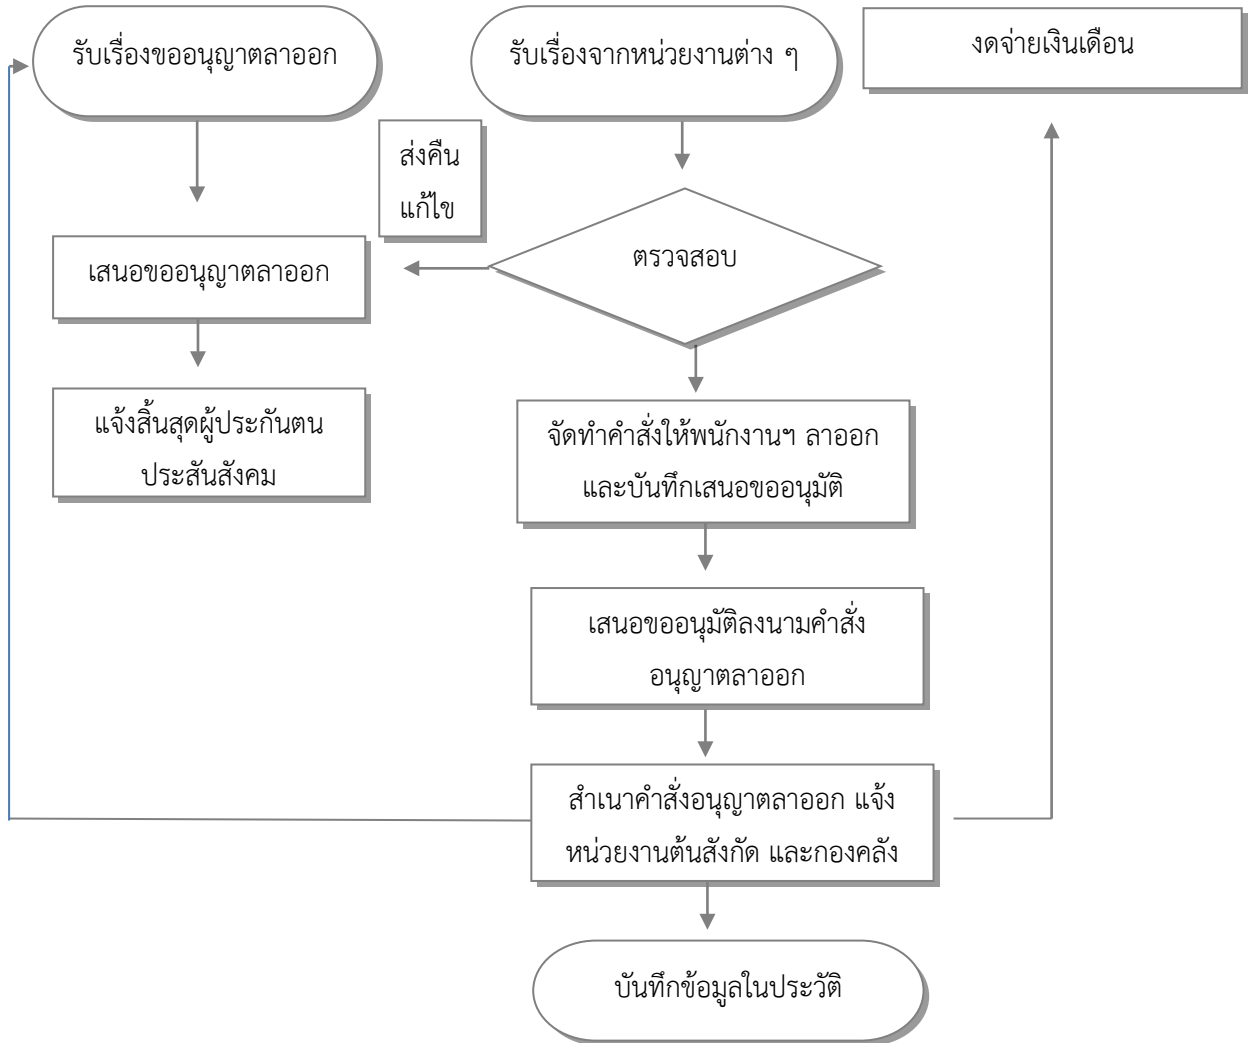 รับเรื่องขออนุญาตลาออก
รับเรื่องจากหน่วยงานต่าง ๆ
งดจ่ายเงินเดือน
ส่งคืน
แก้ไข
เสนอขออนุญาตลาออก
ตรวจสอบ
แจ้งสิ้นสุดผู้ประกันตน
ประสันสังคม
จัดทำคำสั่งให้พนักงานฯ ลาออก
และบันทึกเสนอขออนุมัติ
เสนอขออนุมัติลงนามคำสั่ง
อนุญาตลาออก
สำเนาคำสั่งอนุญาตลาออก แจ้ง
หน่วยงานต้นสังกัด และกองคลัง
บันทึกข้อมูลในประวัติ